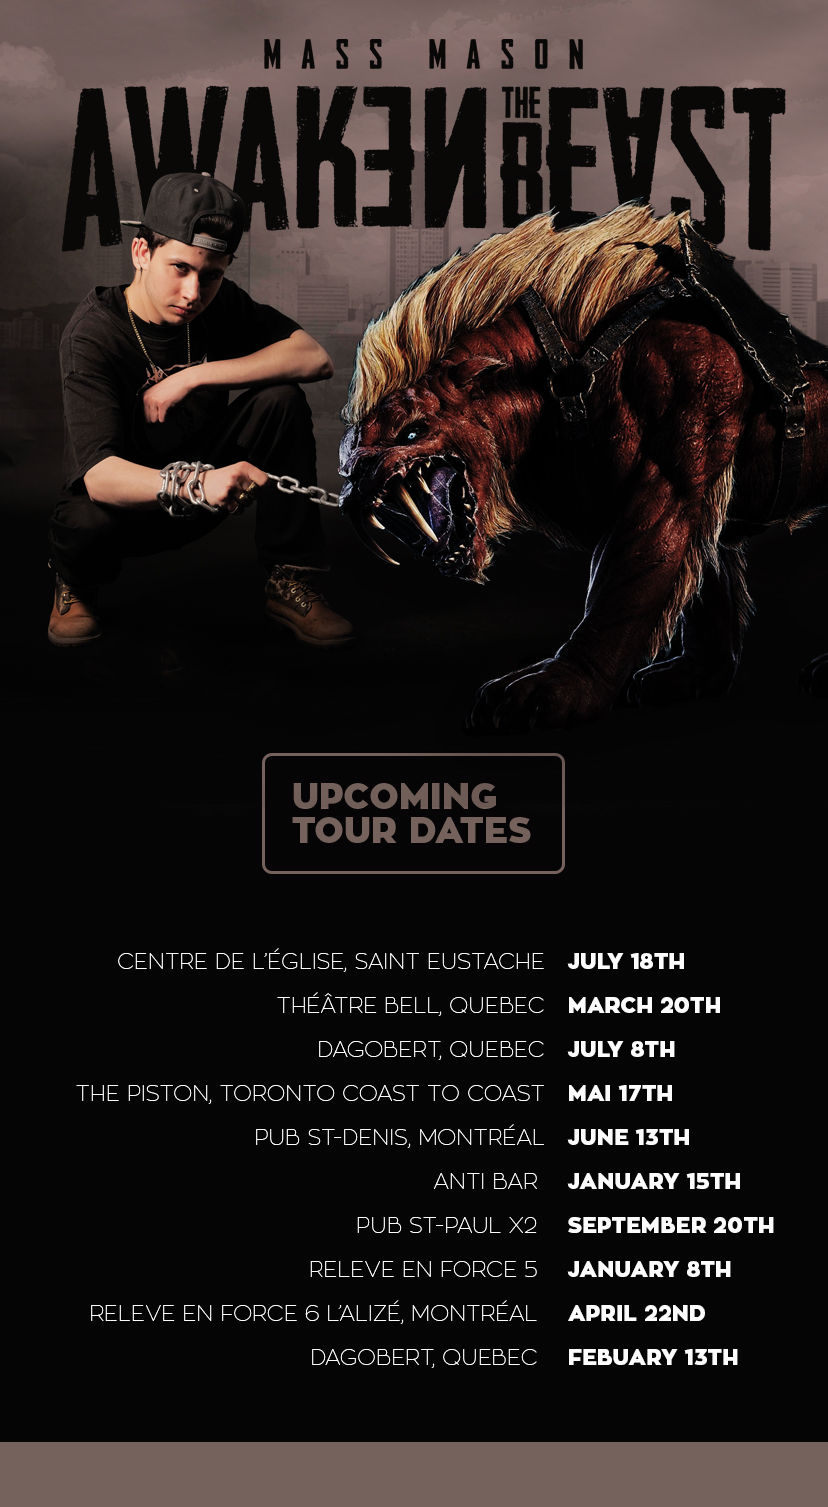 MASS MASON
AWAKEN THE BEAST
UPCOMING
TOUR DATES
CENTRE DE L'ÉGLISE, SAINT EUSTACHE JULY 18TH
THÉÂTRE BELL, QUEBEC MARCH 20TH
DAGOBERT, QUEBEC JULY 8TH
THE PISTON, TORONTO COAST TO COAST MAI 17TH
PUB ST-DENIS, MONTRÉAL JUNE 13TH
ANTI BAR JANUARY 15TH
PUB ST-PAUL X2 SEPTEMBER 20TH
RELEVE EN FORCE 5 JANUARY 8TH
RELEVE EN FORCE 6 L'ALIZÉ, MONTRÉAL APRIL 22ND
DAGOBERT, QUEBEC FEBUARY 13TH